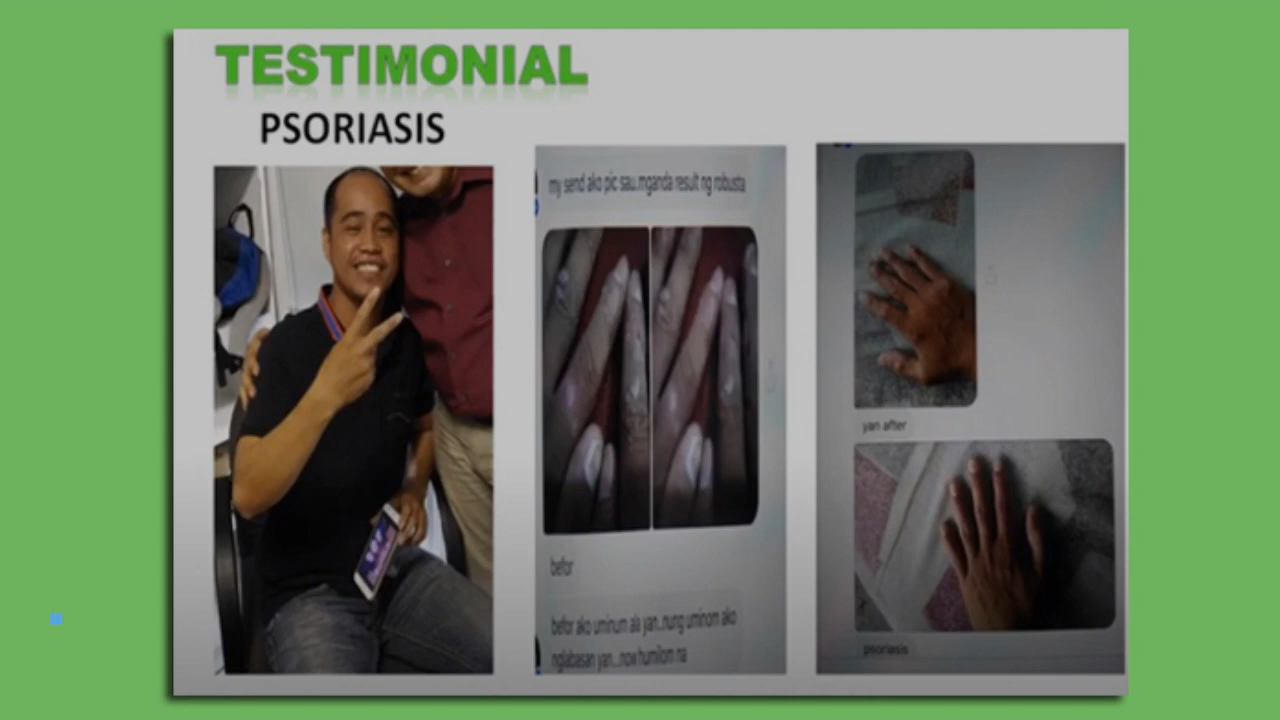 TESTIMONIAL
PSORIASIS
my send ako pic sau.mganda result ng robusta
befor
befor ako uminum ala yan..nung uminom ako
nglabasan yan...now humilom na
yan after
psoriasis